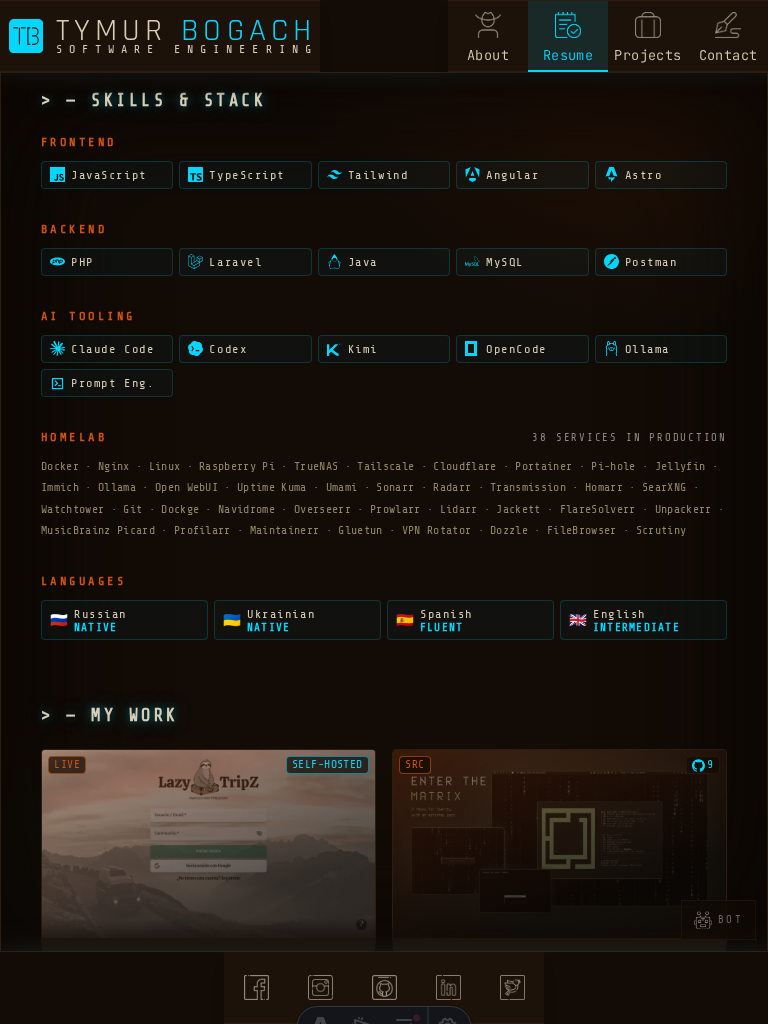 TB TYMUR BOGACH
SOFTWARE ENGINEERING
About
Resume
Projects
Contact
> — SKILLS & STACK
FRONTEND
JS JavaScript
TS TypeScript
Tailwind
Angular
Astro
BACKEND
php PHP
Laravel
Java
MySQL MySQL
Postman
AI TOOLING
Claude Code
Codex
Kimi
OpenCode
Ollama
Prompt Eng.
HOMELAB
38 SERVICES IN PRODUCTION
Docker · Nginx · Linux · Raspberry Pi · TrueNAS · Tailscale · Cloudflare · Portainer · Pi-hole · Jellyfin ·
Immich · Ollama · Open WebUI · Uptime Kuma · Umami · Sonarr · Radarr · Transmission · Homarr · SearXNG ·
Watchtower · Git · Dockge · Navidrome · Overseerr · Prowlarr · Lidarr · Jackett · FlareSolverr · Unpackerr ·
MusicBrainz Picard · Profilarr · Maintainerr · Gluetun · VPN Rotator · Dozzle · FileBrowser · Scrutiny
LANGUAGES
Russian
NATIVE
Ukrainian
NATIVE
Spanish
FLUENT
English
INTERMEDIATE
> — MY WORK
LIVE
SELF-HOSTED
Lazy TripZ
SRC
9
ENTER THE
MATRIX
BOT